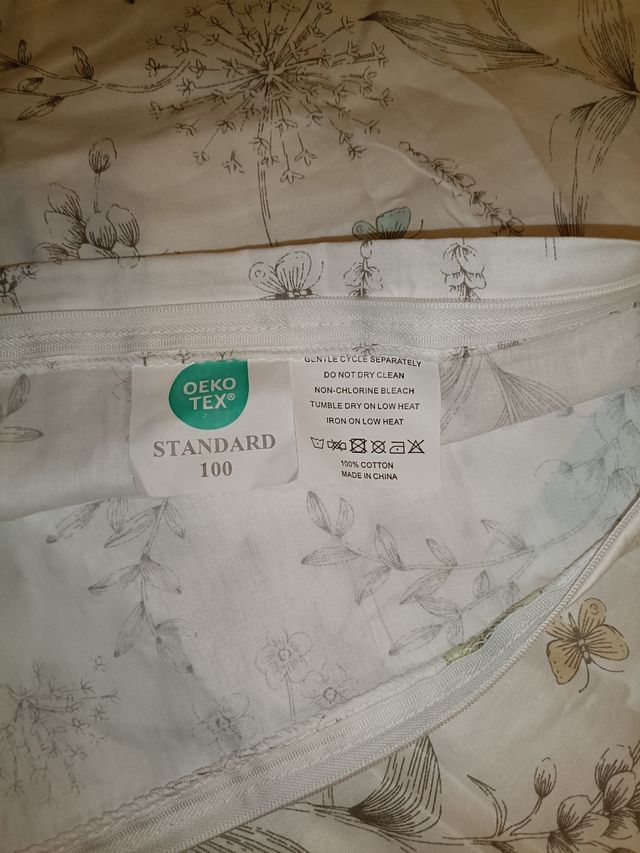 OEKO
TEX®
STANDARD
100
GENTLE CYCLE SEPARATELY
DO NOT DRY CLEAN
NON-CHLORINE BLEACH
TUMBLE DRY ON LOW HEAT
IRON ON LOW HEAT
100% COTTON
MADE IN CHINA